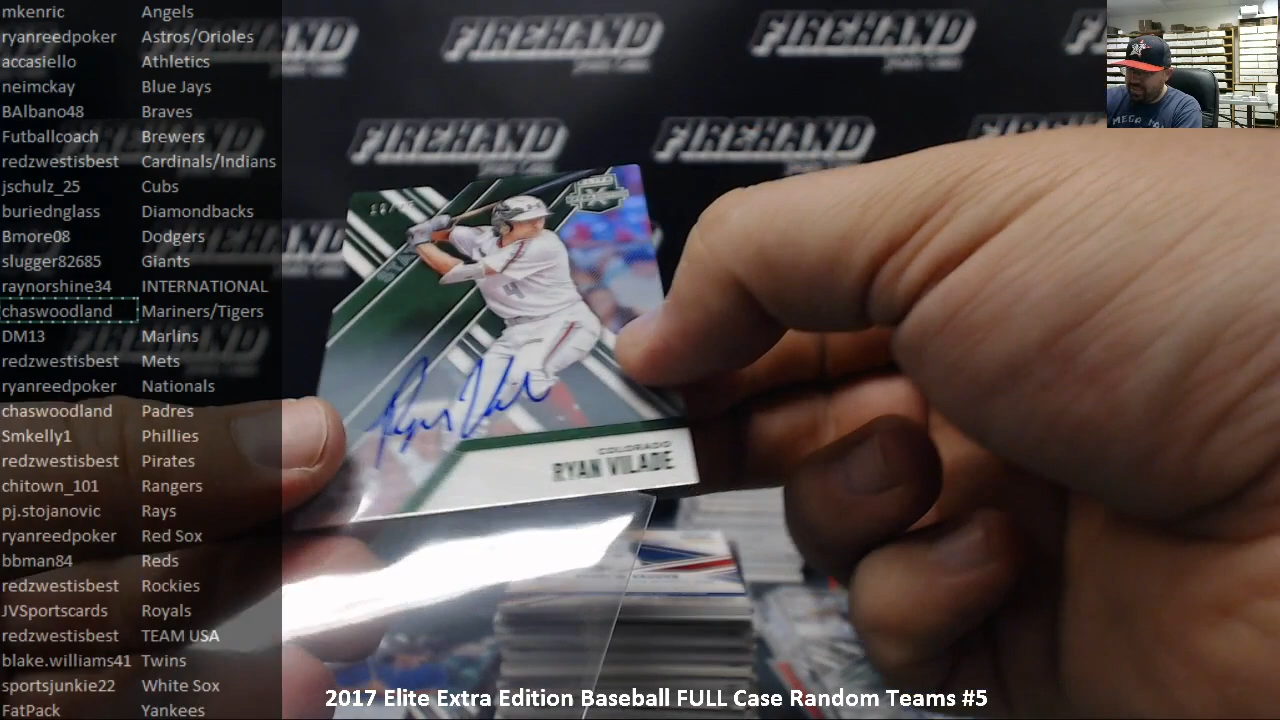 mkenric Angels
ryanreedpoker Astros/Orioles
accasiello Athletics
neimckay Blue Jays
BAlbano48 Braves
Futballcoach Brewers
redzwestisbest Cardinals/Indians
jschulz_25 Cubs
buriednglass Diamondbacks
Bmore08 Dodgers
slugger82685 Giants
raynorshine34 INTERNATIONAL
chaswoodland Mariners/Tigers
DM13 Marlins
redzwestisbest Mets
ryanreedpoker Nationals
chaswoodland Padres
Smkelly1 Phillies
redzwestisbest Pirates
chitown_101 Rangers
pj.stojanovic Rays
ryanreedpoker Red Sox
bbman84 Reds
redzwestisbest Rockies
JVSportscards Royals
redzwestisbest TEAM USA
blake.williams41 Twins
sportsjunkie22 White Sox
FatPack Yankees
FIREHAND FIREHAND
FIREHAND FIREHAND
MEGA
4
COLORADO
RYAN VILADE
2017 Elite Extra Edition Baseball FULL Case Random Teams #5